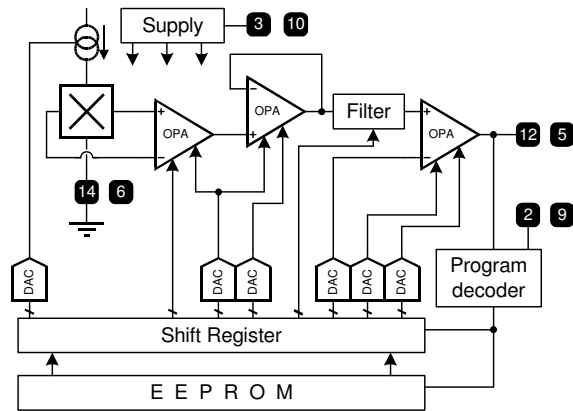 Supply
3 10
OPA
OPA
Filter
OPA
+
−
−
+
+
−
12 5
14 6
2 9
DAC
DAC
DAC
DAC
DAC
DAC
Program
decoder
Shift Register
E E P R O M